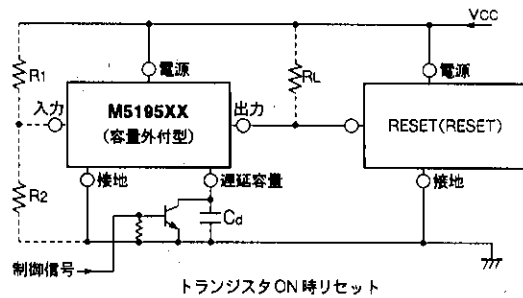 Vcc
電源
電源
R1
RL
入力
M5195XX
出力
(容量外付型)
RESET(RESET)
接地
遅延容量
接地
R2
Cd
制御信号
トランジスタON時リセット